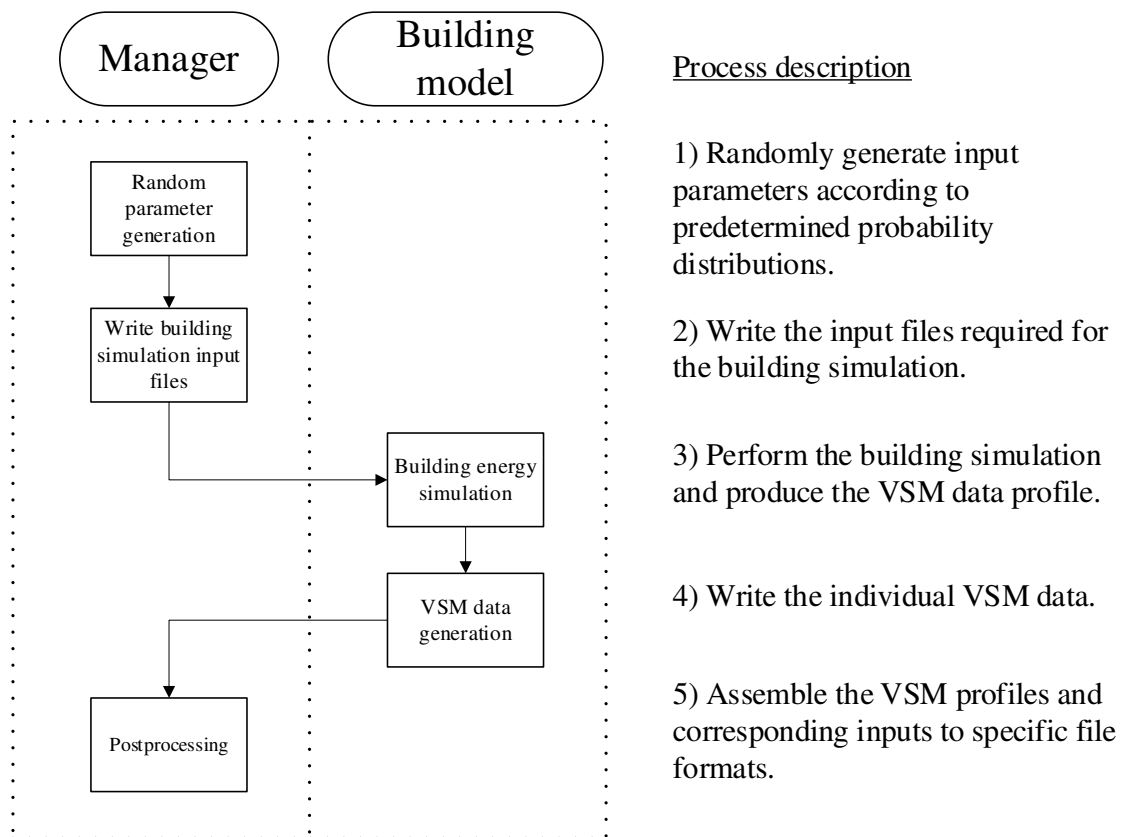 Manager
Building
model
Process description
Random
parameter
generation
1) Randomly generate input
parameters according to
predetermined probability
distributions.
Write building
simulation input
files
2) Write the input files required for
the building simulation.
Building energy
simulation
3) Perform the building simulation
and produce the VSM data profile.
VSM data
generation
4) Write the individual VSM data.
Postprocessing
5) Assemble the VSM profiles and
corresponding inputs to specific file
formats.